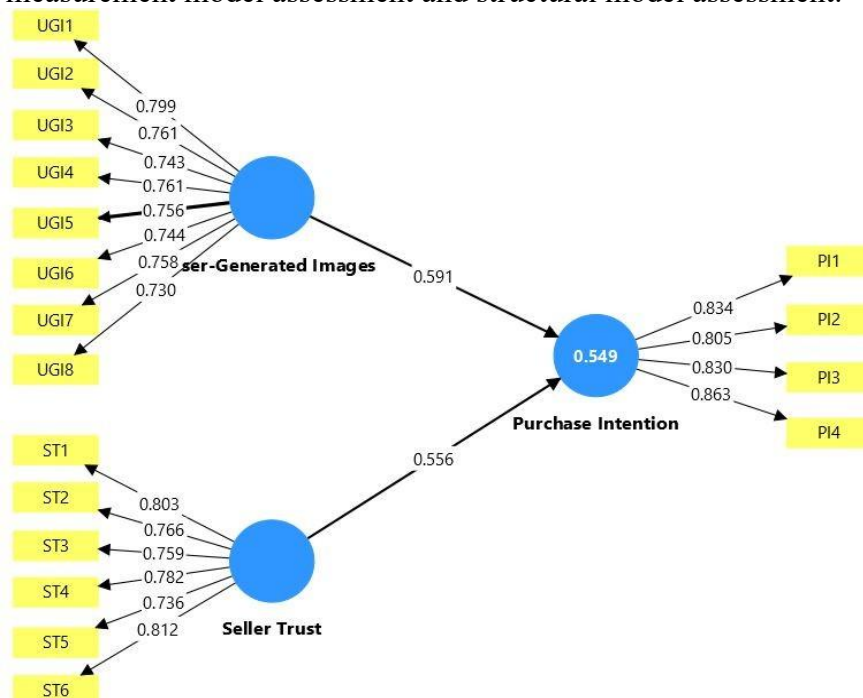 measurement model assessment and structural model assessment.
UGI1
UGI2
UGI3
UGI4
UGI5
UGI6
UGI7
UGI8
0.799
0.761
0.743
0.761
0.756
0.744
0.758
0.730
ser-Generated Images
0.591
ST1
ST2
ST3
ST4
ST5
ST6
0.803
0.766
0.759
0.782
0.736
0.812
Seller Trust
0.556
0.549
Purchase Intention
0.834
0.805
0.830
0.863
PI1
PI2
PI3
PI4